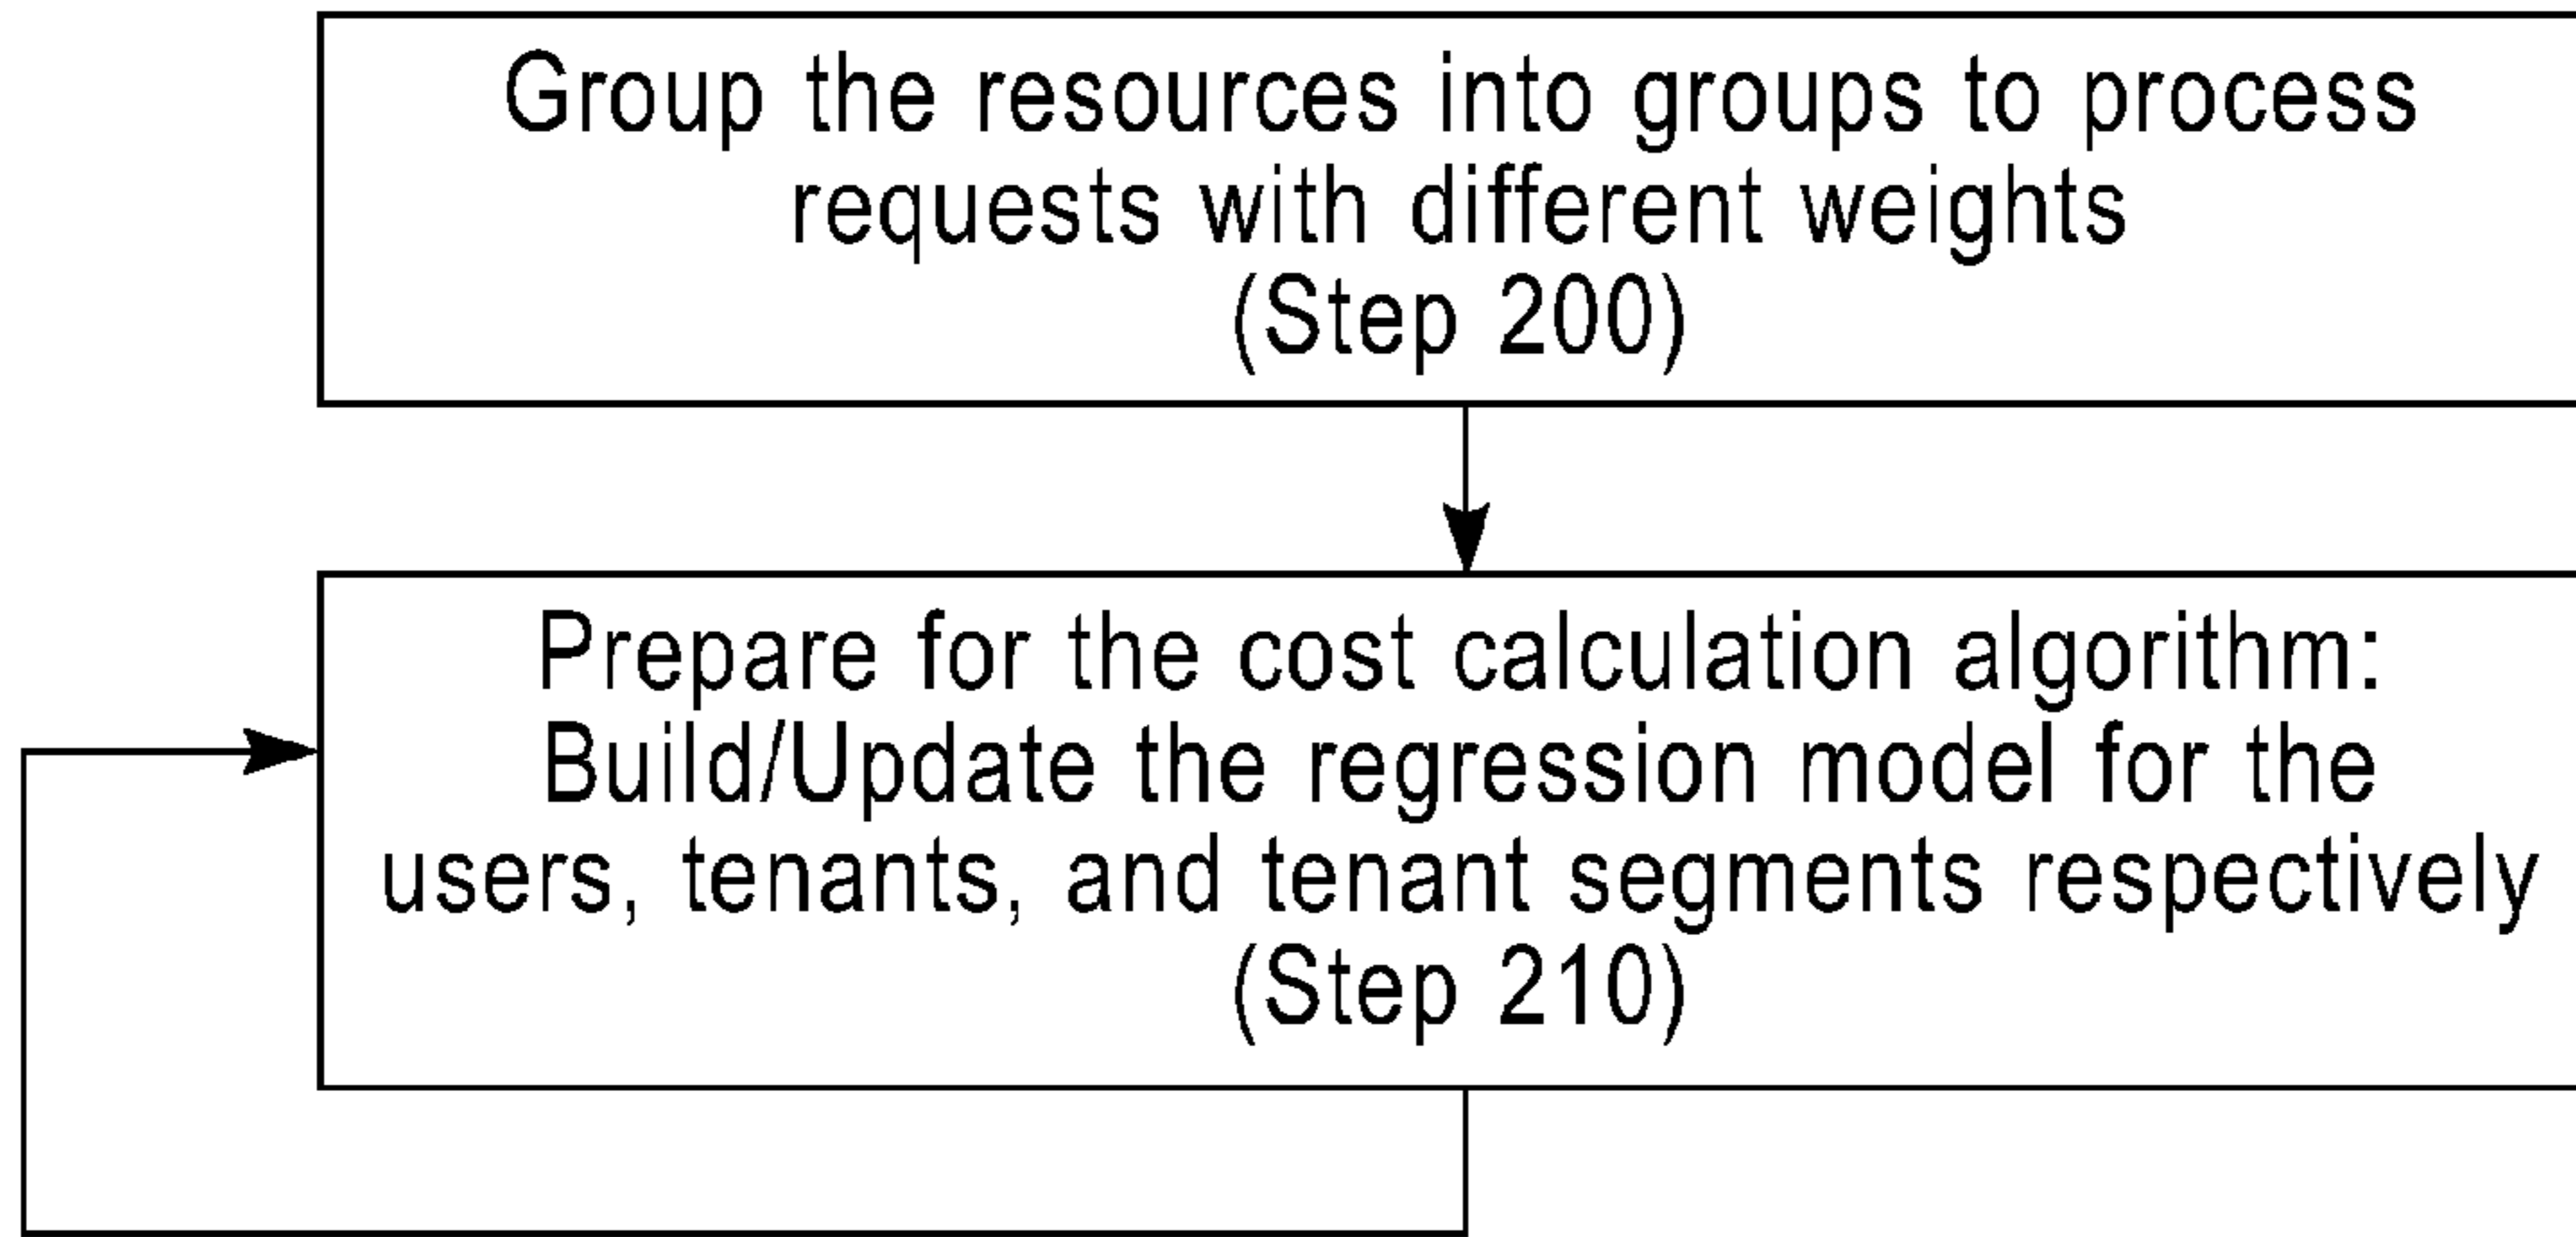 Group the resources into groups to process
requests with different weights
(Step 200)
Prepare for the cost calculation algorithm:
Build/Update the regression model for the
users, tenants, and tenant segments respectively
(Step 210)